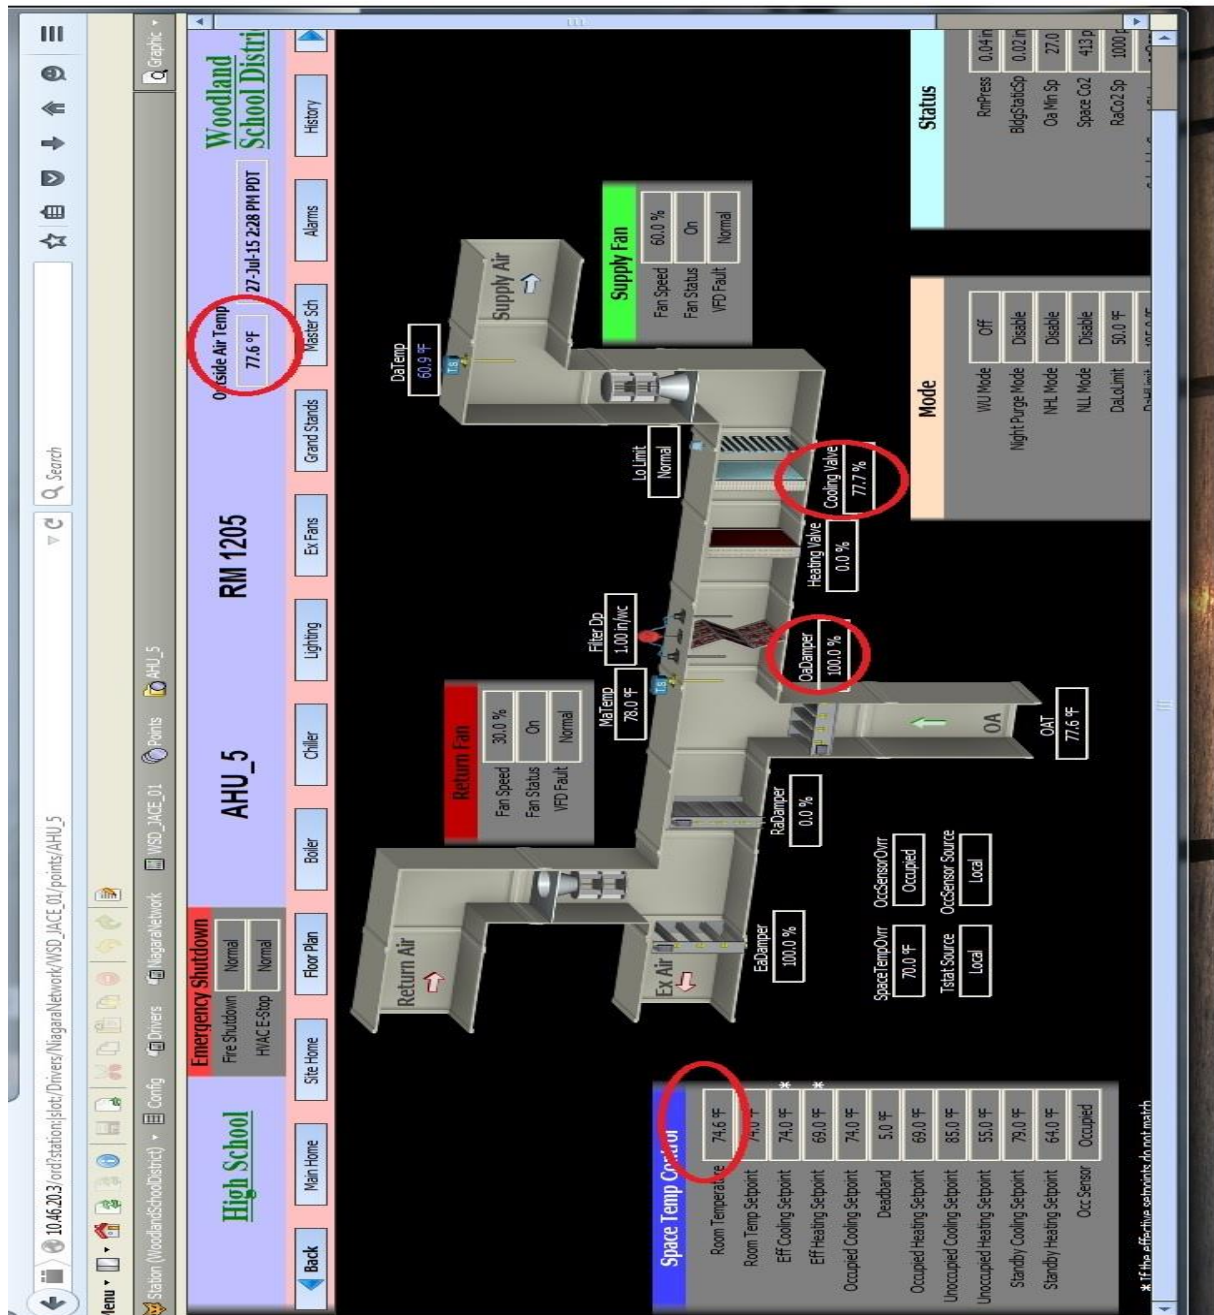 10.46.20.3/ord?station:|slot:/Drivers/NiagaraNetwork/WSD_JACE_01/points/AHU_5
Search
Menu
Station (WoodlandSchoolDistrict)
Config
Drivers
NiagaraNetwork
WSD_JACE_01
Points
AHU_5
Graphic
High School
Emergency Shutdown
Fire Shutdown Normal
HVAC E-Stop Normal
AHU_5
RM 1205
Outside Air Temp
77.6 °F
27-Jul-15 2:28 PM PDT
Woodland
School Distri
Back
Main Home
Site Home
Floor Plan
Boiler
Chiller
Lighting
Ex Fans
Grand Stands
Master Sch
Alarms
History
Return Air
Ex Air
EaDamper
100.0 %
Return Fan
Fan Speed 30.0 %
Fan Status On
VFD Fault Normal
RaDamper
0.0 %
MaTemp
78.0 °F
T.S.
Filter Dp
1.00 in/wc
OaDamper
100.0 %
OA
OAT
77.6 °F
Heating Valve
0.0 %
Cooling Valve
77.7 %
Lo Limit
Normal
DaTemp
60.9 °F
T.S.
Supply Air
Supply Fan
Fan Speed 60.0 %
Fan Status On
VFD Fault Normal
Space Temp Control
Room Temperature 74.6 °F
Room Temp Setpoint 74.0 °F
Eff Cooling Setpoint 74.0 °F *
Eff Heating Setpoint 69.0 °F *
Occupied Cooling Setpoint 74.0 °F
Deadband 5.0 °F
Occupied Heating Setpoint 69.0 °F
Unoccupied Cooling Setpoint 85.0 °F
Unoccupied Heating Setpoint 55.0 °F
Standby Cooling Setpoint 79.0 °F
Standby Heating Setpoint 64.0 °F
Occ Sensor Occupied
* If the effective setpoints do not match
SpaceTempOvrr
70.0 °F
OccSensorOvrr
Occupied
Tstat Source
Local
OccSensor Source
Local
Mode
WU Mode Off
Night Purge Mode Disable
NHL Mode Disable
NLL Mode Disable
DaLoLimit 50.0 °F
Status
RmPress 0.04 in
BldgStaticSp 0.02 in
Oa Min Sp 27.0
Space Co2 413 p
RaCo2 Sp 1000 p